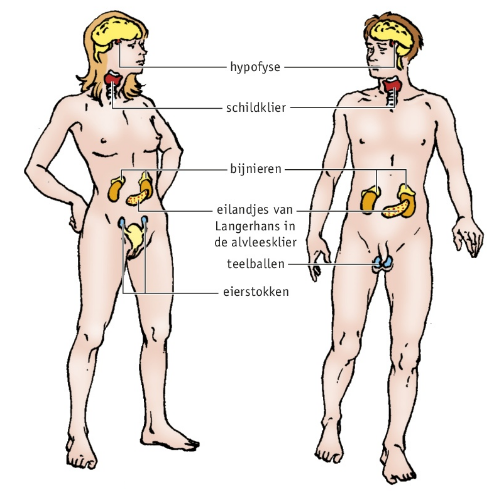 hypofyse
schildklier
bijnieren
eilandjes van
Langerhans in
de alvleesklier
teelballen
eierstokken